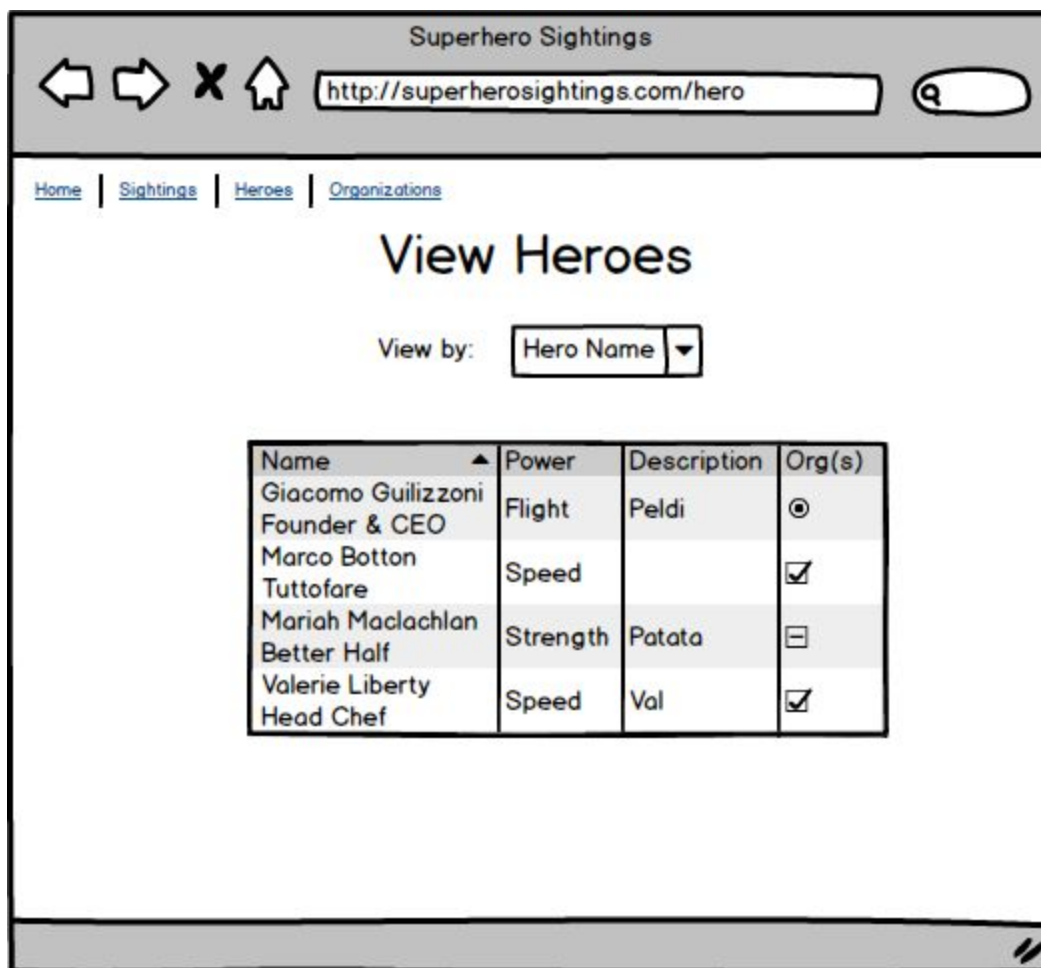 Superhero Sightings
http://superherosightings.com/hero
Home Sightings Heroes Organizations
View Heroes
View by: Hero Name
Name Power Description Org(s)
Giacomo Guilizzoni
Founder & CEO
Flight Peldi
Marco Botton
Tuttofare
Speed
Mariah Maclachlan
Better Half
Strength Patata
Valerie Liberty
Head Chef
Speed Val